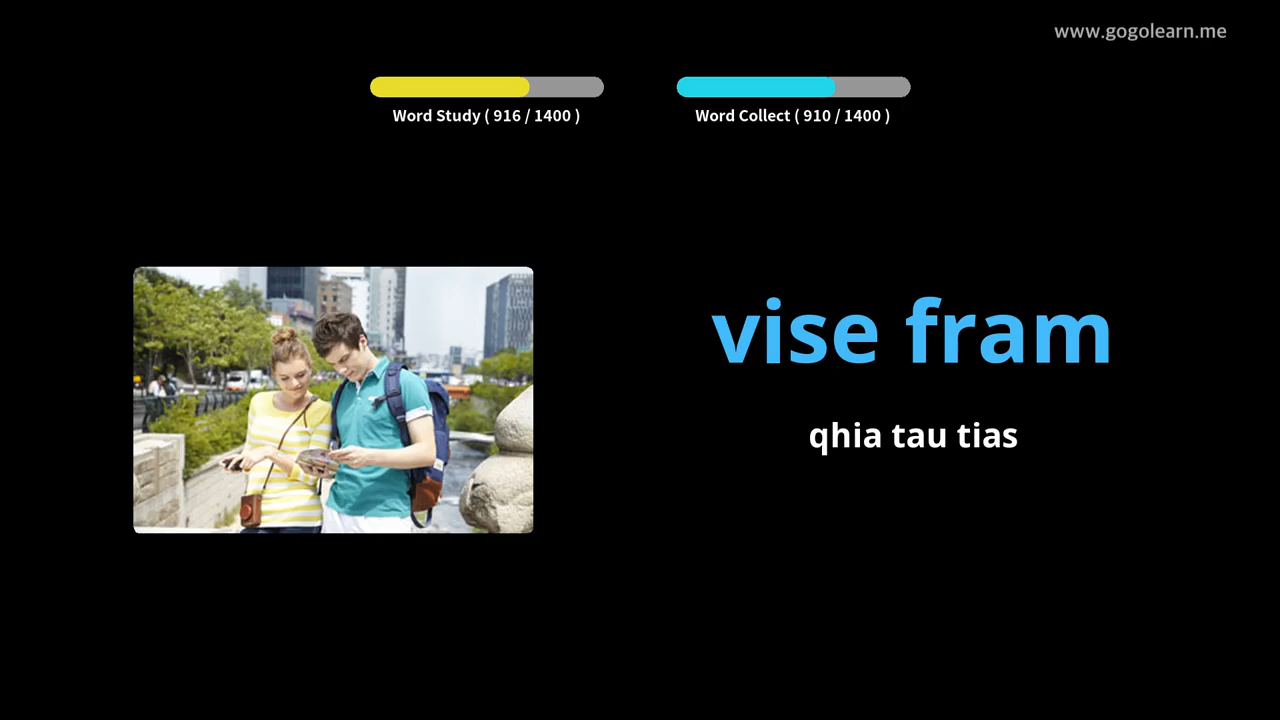 www.gogolearn.me
Word Study ( 916 / 1400 )
Word Collect ( 910 / 1400 )
vise fram
qhia tau tias